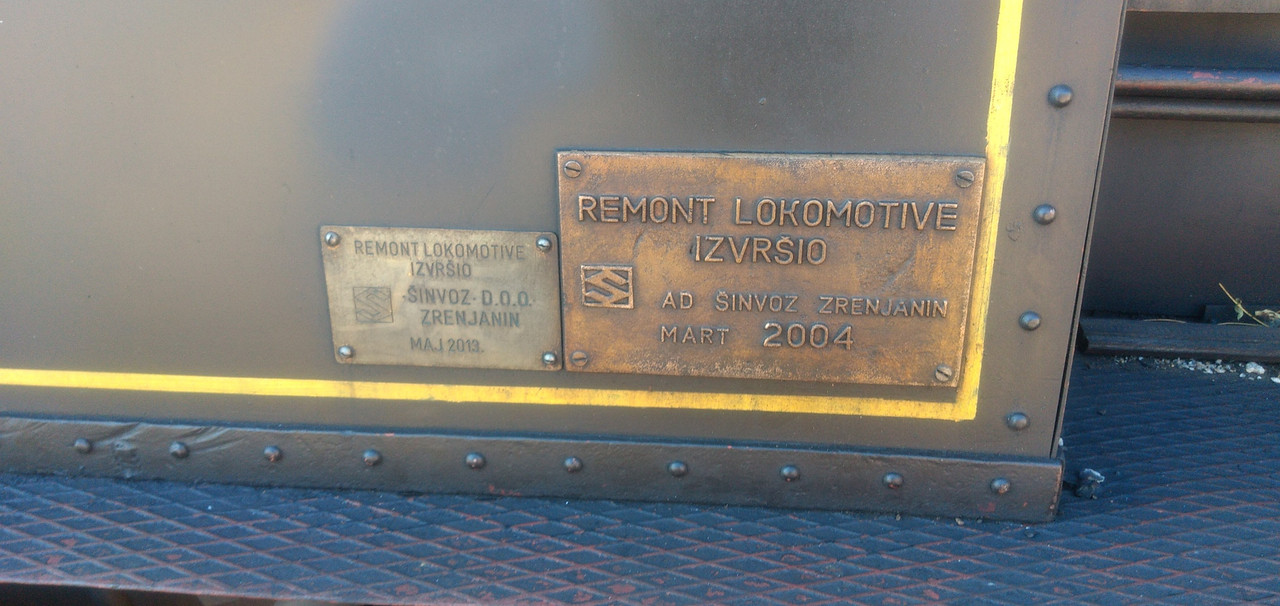 REMONT LOKOMOTIVE
IZVRŠIO
ŠINVOZ D.O.O.
ZRENJANIN
MAJ 2013.
REMONT LOKOMOTIVE
IZVRŠIO
AD ŠINVOZ ZRENJANIN
MART 2004